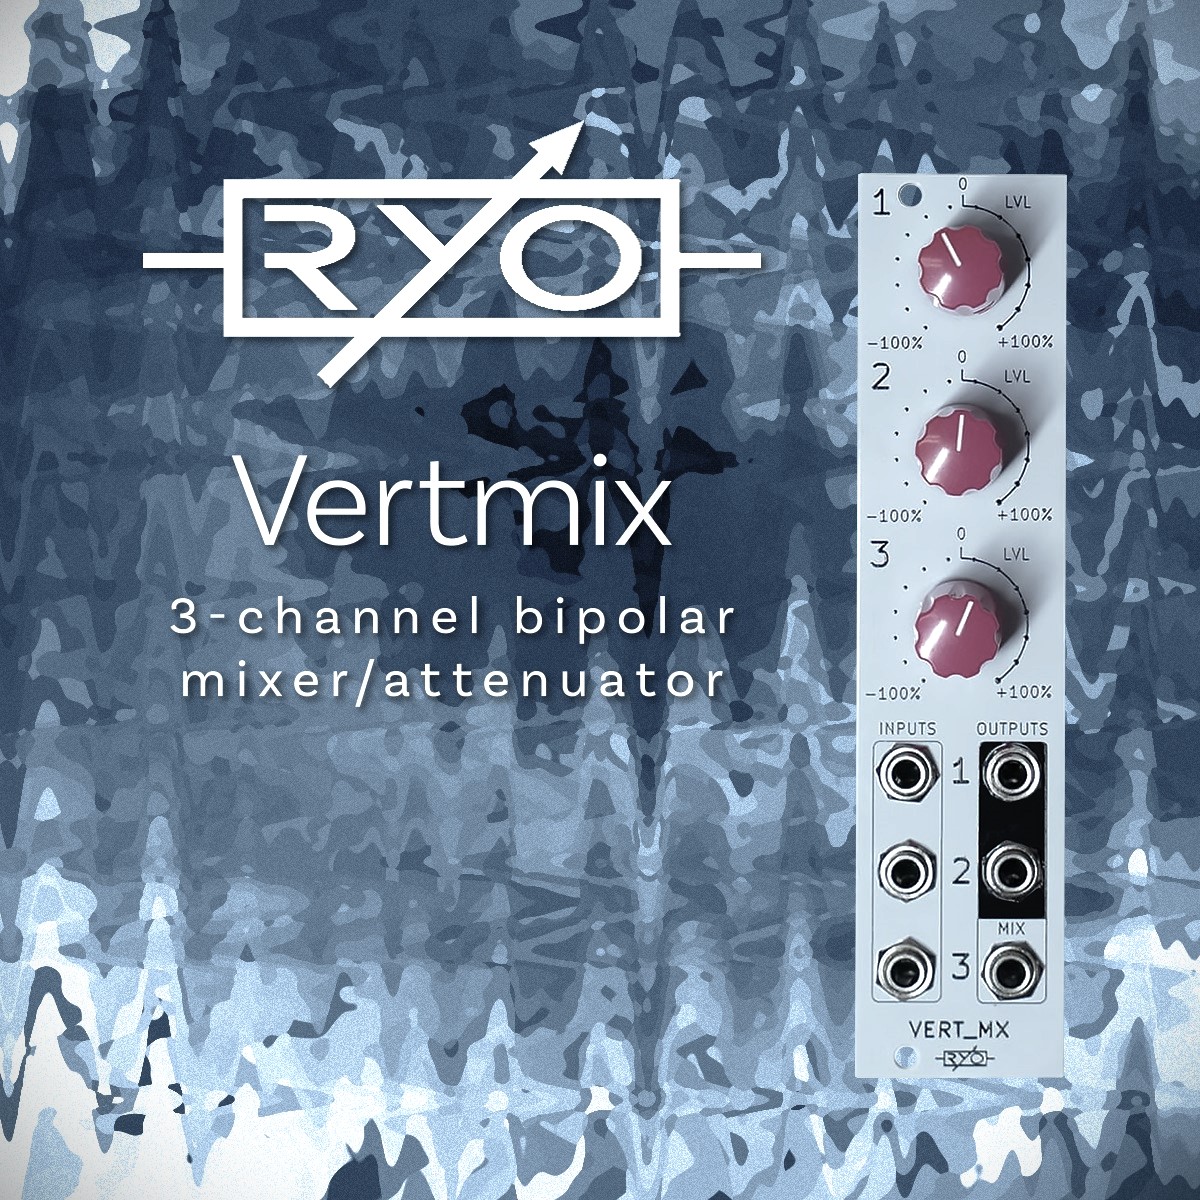 RYO
Vertmix
3-channel bipolar
mixer/attenuator
1
0
LVL
-100%
+100%
2
0
LVL
-100%
+100%
3
0
LVL
-100%
+100%
INPUTS
OUTPUTS
1
2
MIX
3
VERT_MX
RYO